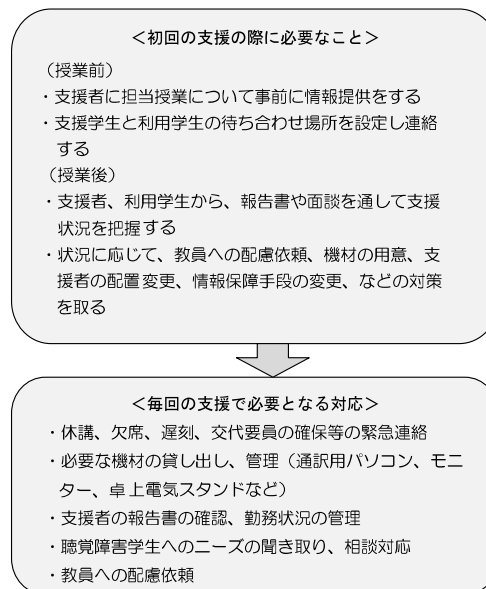 ＜初回の支援の際に必要なこと＞
（授業前）
・支援者に担当授業について事前に情報提供をする
・支援学生と利用学生の待ち合わせ場所を設定し連絡
する
（授業後）
・支援者、利用学生から、報告書や面談を通して支援
状況を把握する
・状況に応じて、教員への配慮依頼、機材の用意、支
援者の配置変更、情報保障手段の変更、などの対策
を取る
＜毎回の支援で必要となる対応＞
・休講、欠席、遅刻、交代要員の確保等の緊急連絡
・必要な機材の貸し出し、管理（通訳用パソコン、モニ
ター、卓上電気スタンドなど）
・支援者の報告書の確認、勤務状況の管理
・聴覚障害学生へのニーズの聞き取り、相談対応
・教員への配慮依頼